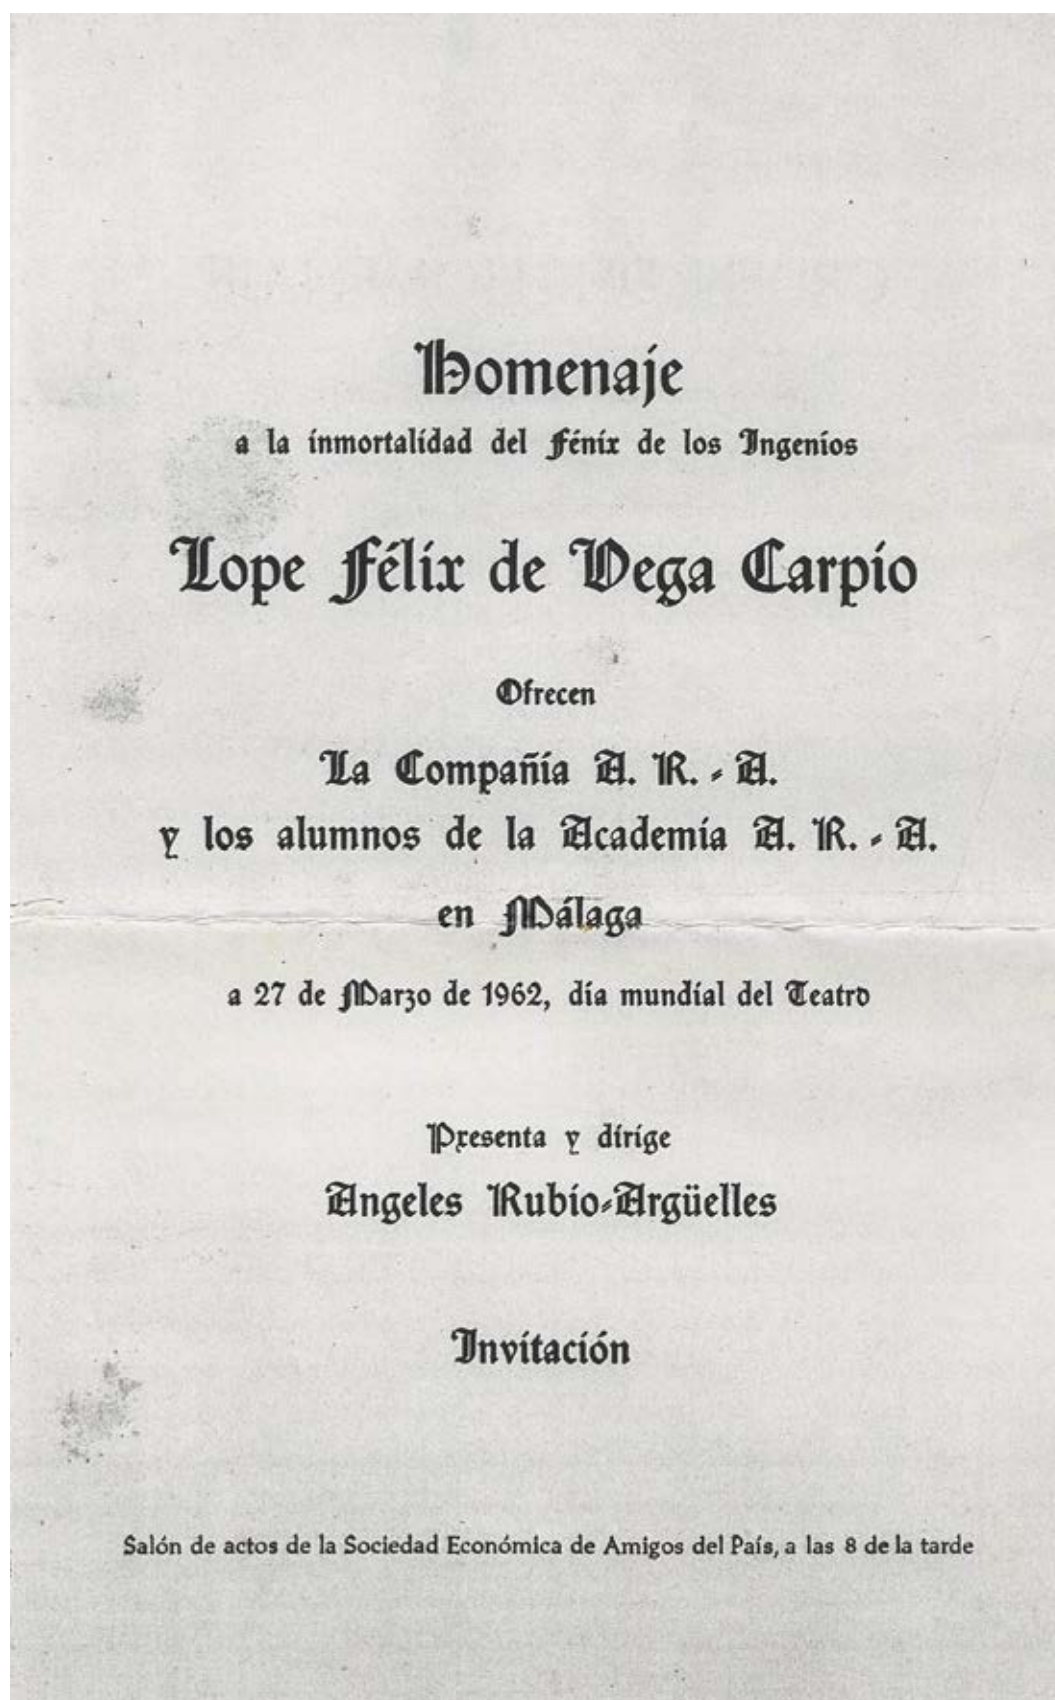 Homenaje
a la inmortalidad del Fénix de los Ingenios
Lope Félix de Vega Carpio
Ofrecen
La Compañía A. R. - A.
y los alumnos de la Academia A. R. - A.
en Málaga
a 27 de Marzo de 1962, día mundial del Teatro
Presenta y dirige
Angeles Rubio-Argüelles
Invitación
Salón de actos de la Sociedad Económica de Amigos del País, a las 8 de la tarde